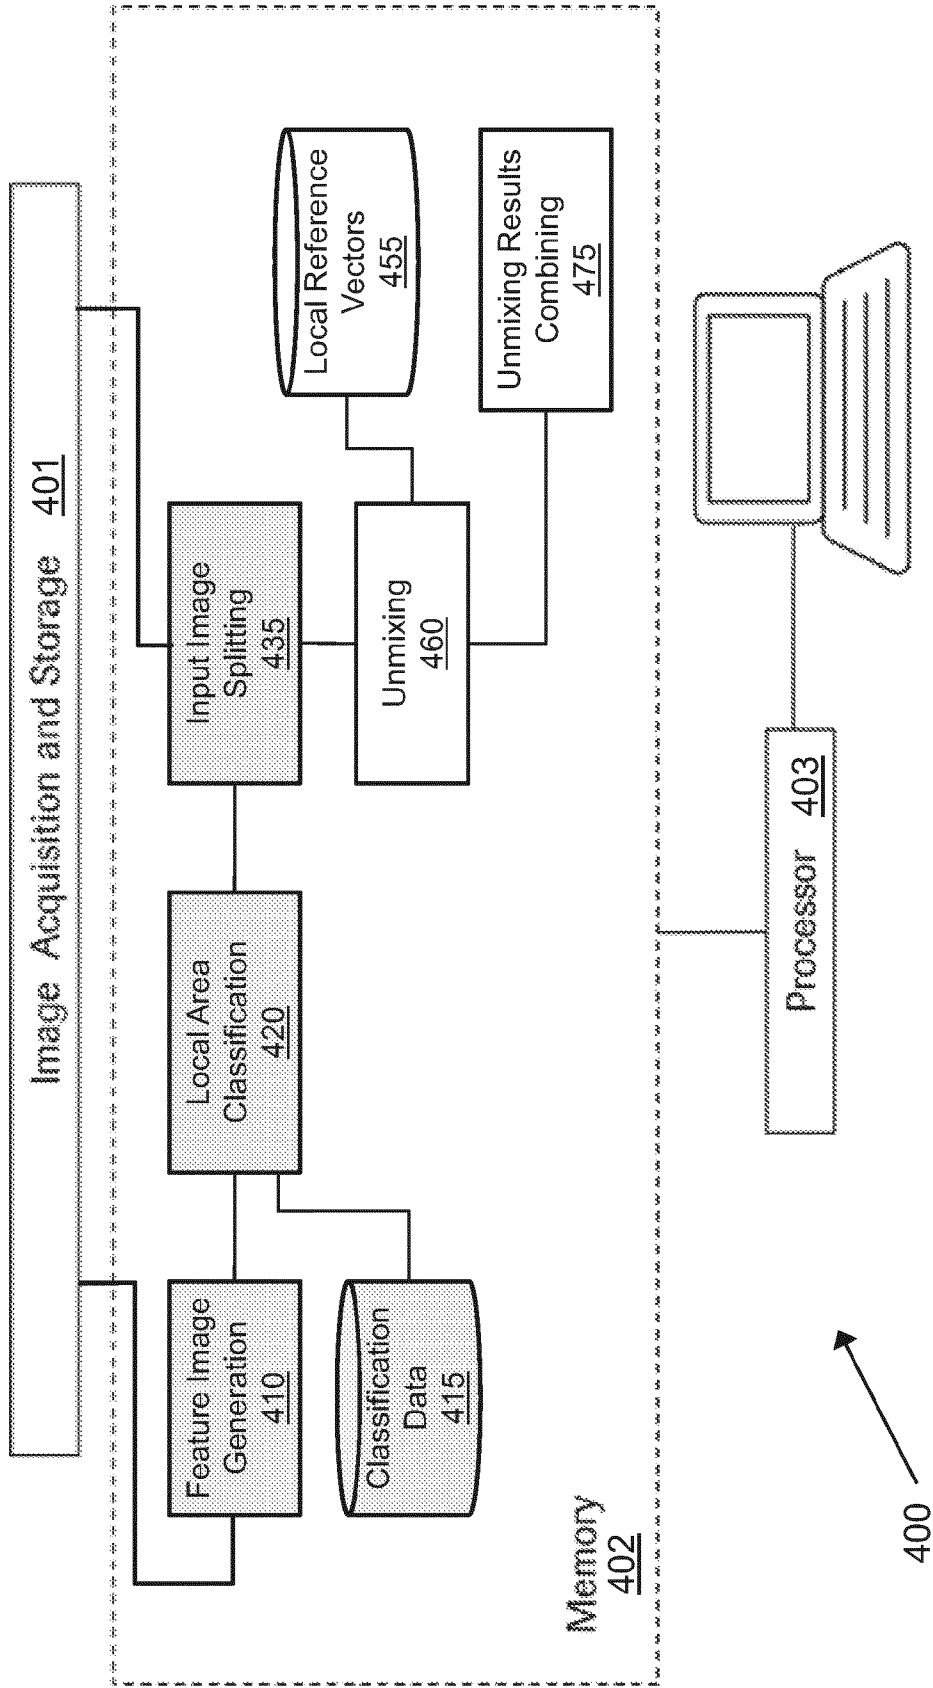 Image Acquisition and Storage 401
Feature Image
Generation
410
Local Area
Classification
420
Input Image
Splitting
435
Classification
Data
415
Unmixing
460
Local Reference
Vectors
455
Unmixing Results
Combining
475
Memory
402
Processor 403
400